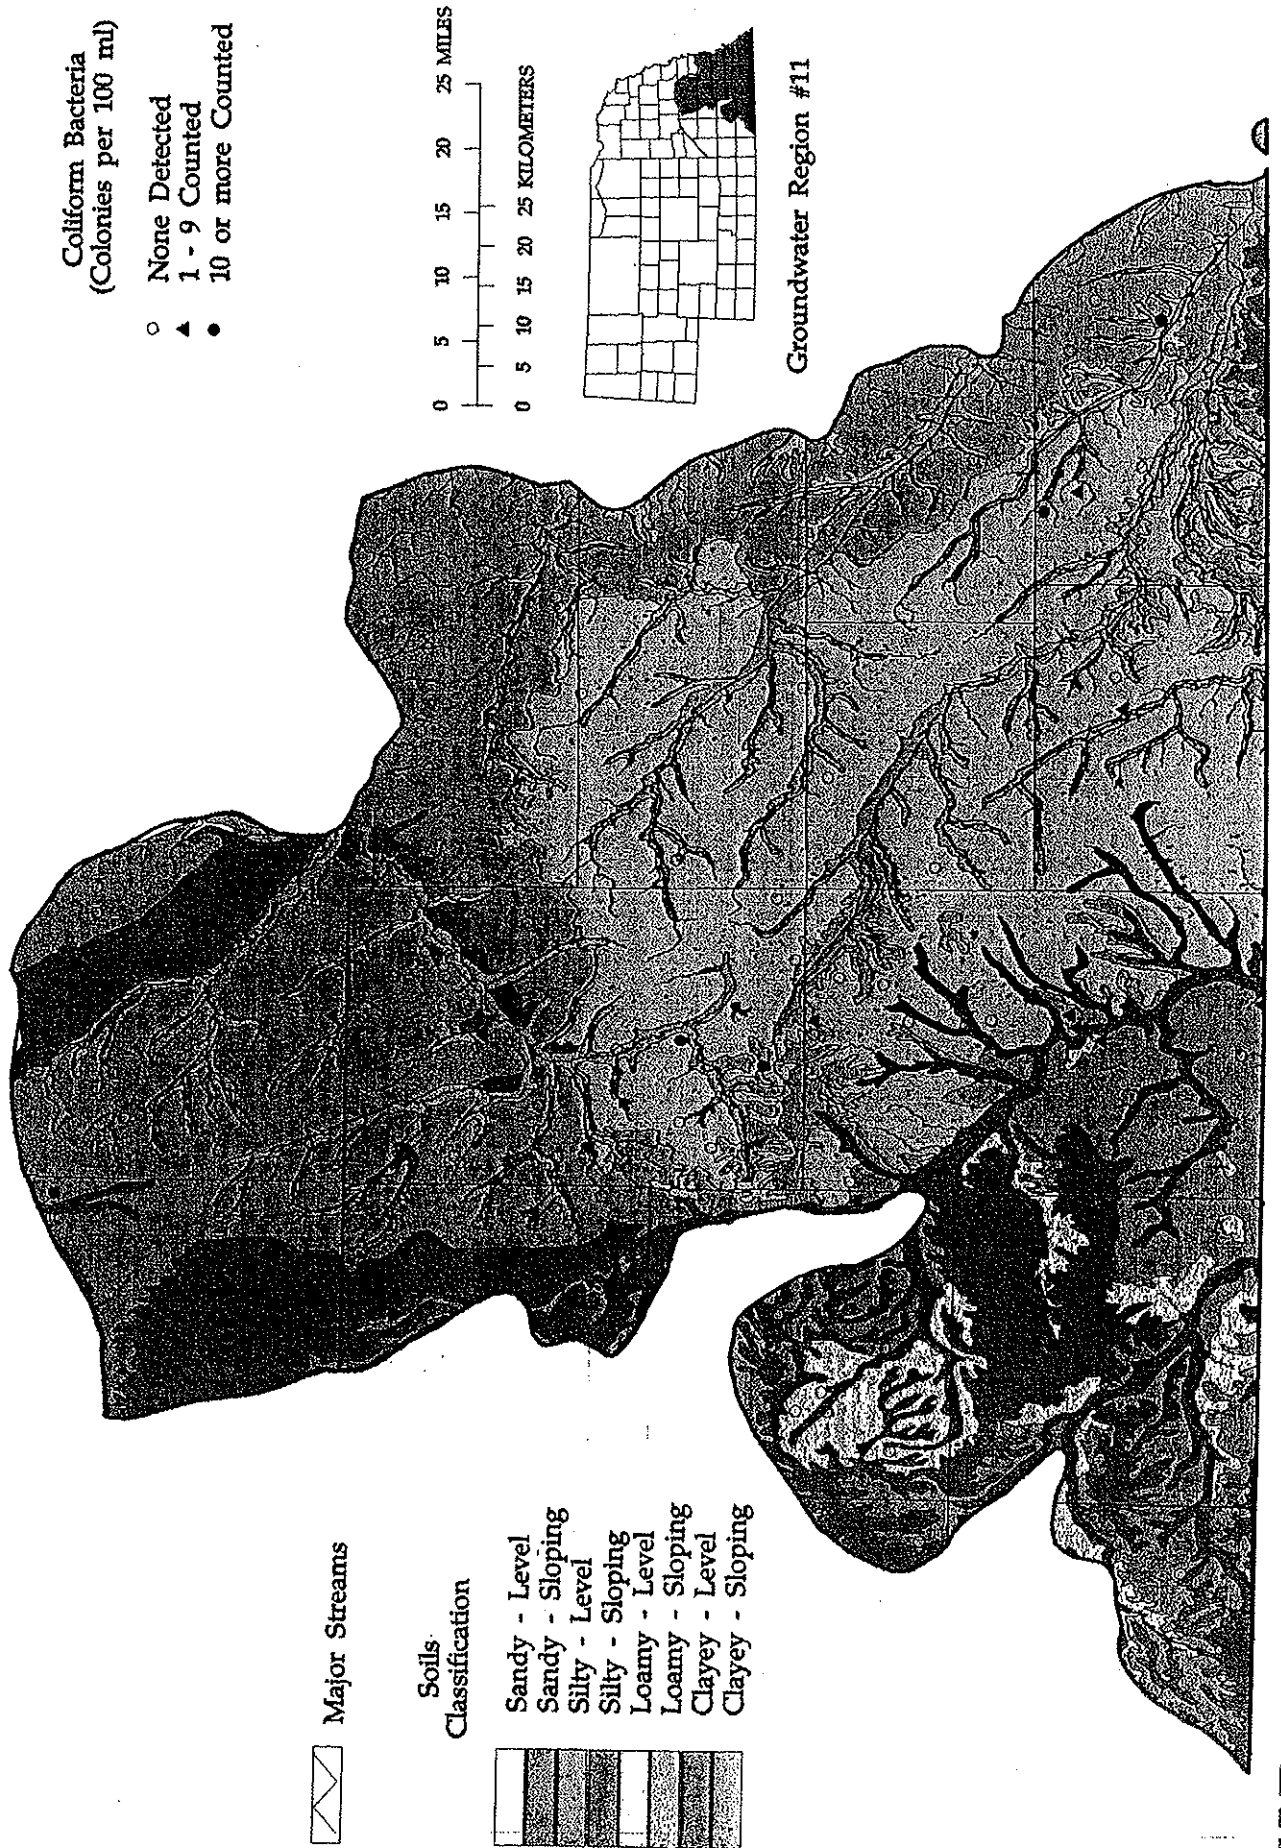 Coliform Bacteria
(Colonies per 100 ml)
None Detected
1 - 9 Counted
10 or more Counted
0 5 10 15 20 25 MILES
0 5 10 15 20 25 KILOMETERS
Groundwater Region #11
Major Streams
Soils
Classification
Sandy - Level
Sandy - Sloping
Silty - Level
Silty - Sloping
Loamy - Level
Loamy - Sloping
Clayey - Level
Clayey - Sloping